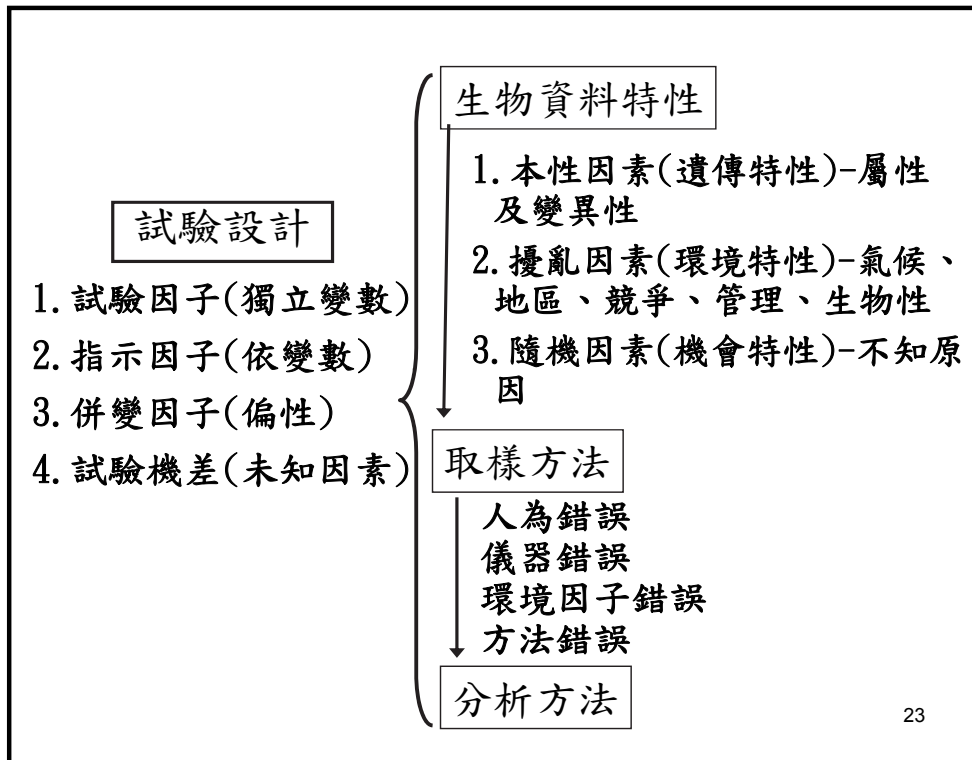 試驗設計
1.試驗因子(獨立變數)
2.指示因子(依變數)
3.併變因子(偏性)
4.試驗機差(未知因素)
生物資料特性
1.本性因素(遺傳特性)-屬性
及變異性
2.擾亂因素(環境特性)-氣候、
地區、競爭、管理、生物性
3.隨機因素(機會特性)-不知原
因
取樣方法
人為錯誤
儀器錯誤
環境因子錯誤
方法錯誤
分析方法
23